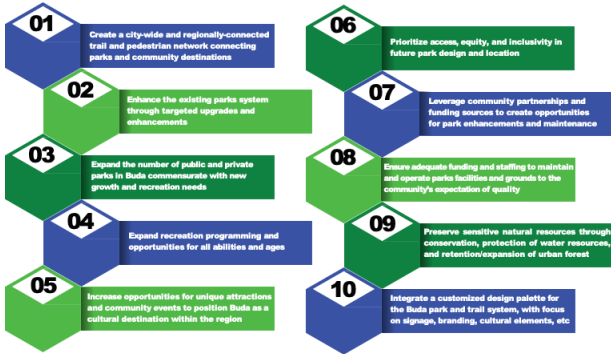 01
Create a city-wide and regionally-connected
trail and pedestrian network connecting
parks and community destinations
02
Enhance the existing parks system
through targeted upgrades and
enhancements
03
Expand the number of public and private
parks in Buda commensurate with new
growth and recreation needs
04
Expand recreation programming and
opportunities for all abilities and ages
05
Increase opportunities for unique attractions
and community events to position Buda as a
cultural destination within the region
06
Prioritize access, equity, and inclusivity in
future park design and location
07
Leverage community partnerships and
funding sources to create opportunities
for park enhancements and maintenance
08
Ensure adequate funding and staffing to maintain
and operate parks facilities and grounds to the
community's expectation of quality
09
Preserve sensitive natural resources through
conservation, protection of water resources,
and retention/expansion of urban forest
10
Integrate a customized design palette for
the Buda park and trail system, with focus
on signage, branding, cultural elements, etc